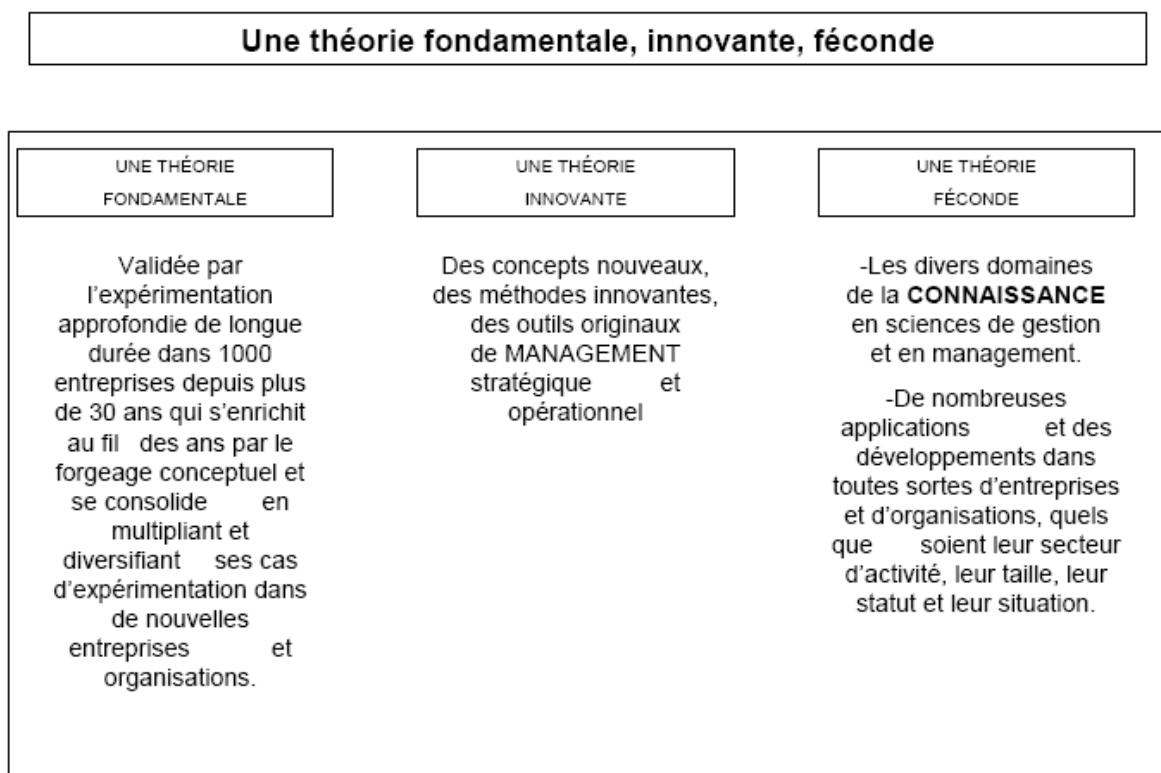 Une théorie fondamentale, innovante, féconde
UNE THÉORIE
FONDAMENTALE
Validée par
l'expérimentation
approfondie de longue
durée dans 1000
entreprises depuis plus
de 30 ans qui s'enrichit
au fil des ans par le
forgeage conceptuel et
se consolide en
multipliant et
diversifiant ses cas
d'expérimentation dans
de nouvelles
entreprises et
organisations.
UNE THÉORIE
INNOVANTE
Des concepts nouveaux,
des méthodes innovantes,
des outils originaux
de MANAGEMENT
stratégique et
opérationnel
UNE THÉORIE
FÉCONDE
-Les divers domaines
de la CONNAISSANCE
en sciences de gestion
et en management.
-De nombreuses
applications et des
développements dans
toutes sortes d'entreprises
et d'organisations, quels
que soient leur secteur
d'activité, leur taille, leur
statut et leur situation.